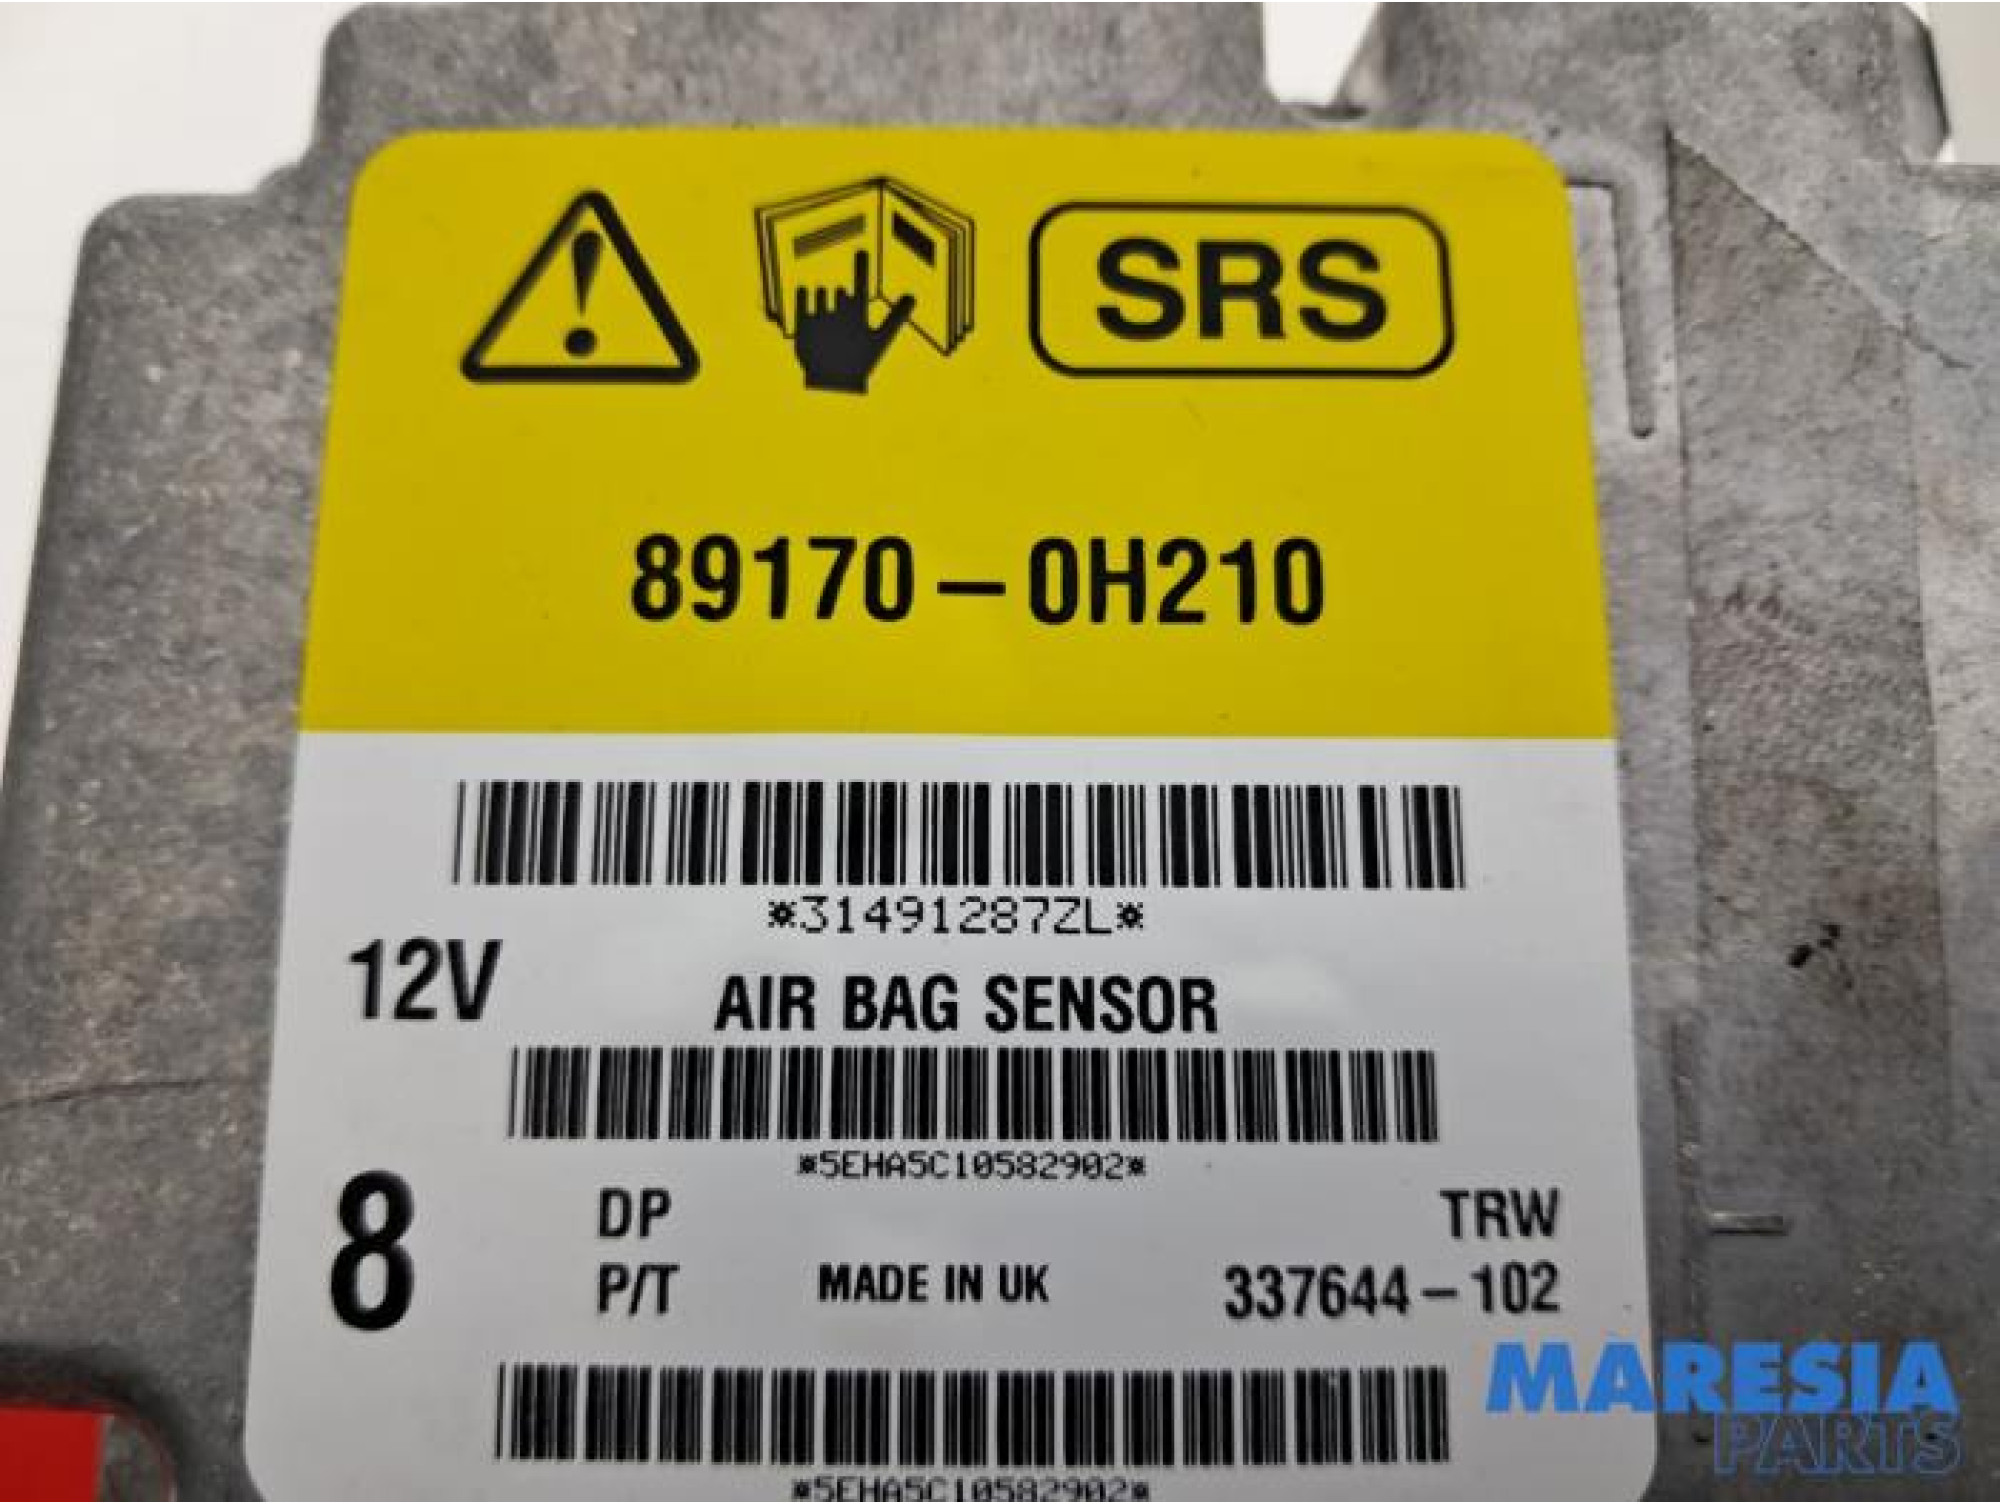 SRS
89170-0H210
*31491287ZL*
12V AIR BAG SENSOR
*5EHA5C10582902*
8 DP TRW
P/T MADE IN UK 337644-102
*5EHA5C10582902*
MARESIA
PARTS